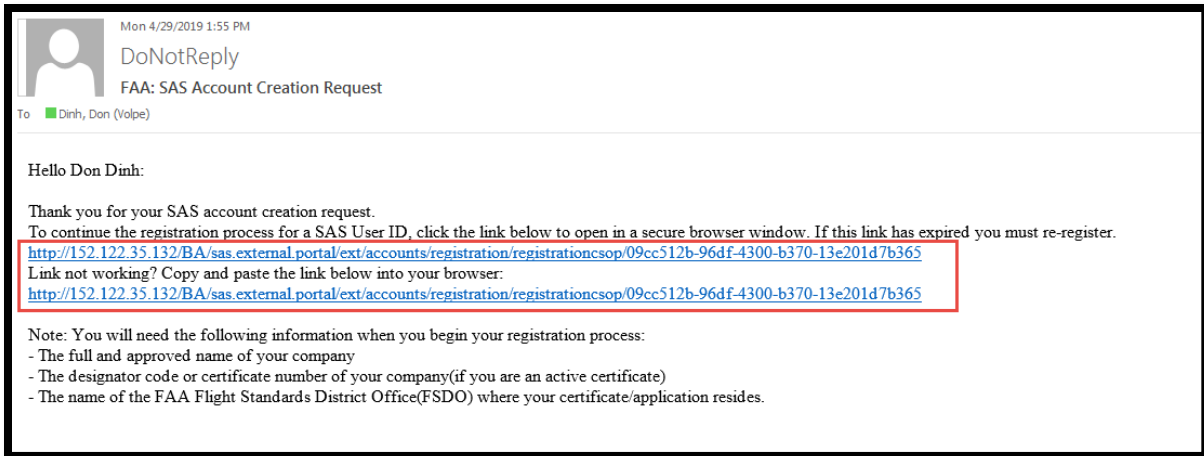 Mon 4/29/2019 1:55 PM
DoNotReply
FAA: SAS Account Creation Request
To Dinh, Don (Volpe)
Hello Don Dinh:
Thank you for your SAS account creation request.
To continue the registration process for a SAS User ID, click the link below to open in a secure browser window. If this link has expired you must re-register.
http://152.122.35.132/BA/sas.external.portal/ext/accounts/registration/registrationcsop/09cc512b-96df-4300-b370-13e201d7b365
Link not working? Copy and paste the link below into your browser:
http://152.122.35.132/BA/sas.external.portal/ext/accounts/registration/registrationcsop/09cc512b-96df-4300-b370-13e201d7b365
Note: You will need the following information when you begin your registration process:
- The full and approved name of your company
- The designator code or certificate number of your company(if you are an active certificate)
- The name of the FAA Flight Standards District Office(FSDO) where your certificate/application resides.